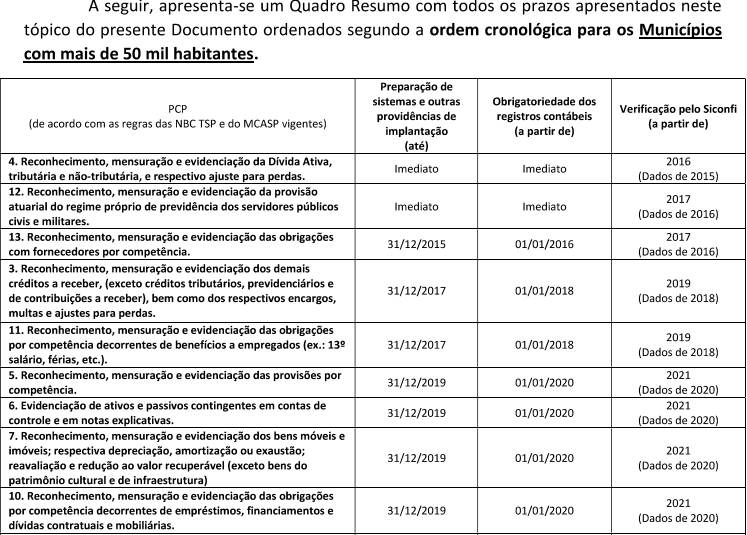 A seguir, apresenta-se um Quadro Resumo com todos os prazos apresentados neste
tópico do presente Documento ordenados segundo a ordem cronológica para os Municípios
com mais de 50 mil habitantes.
PCP
(de acordo com as regras das NBC TSP e do MCASP vigentes)
Preparação de
sistemas e outras
providências de
implantação
(até)
Obrigatoriedade dos
registros contábeis
(a partir de)
Verificação pelo Siconfi
(a partir de)
4. Reconhecimento, mensuração e evidenciação da Dívida Ativa,
tributária e não-tributária, e respectivo ajuste para perdas.
Imediato
Imediato
2016
(Dados de 2015)
12. Reconhecimento, mensuração e evidenciação da provisão
atuarial do regime próprio de previdência dos servidores públicos
civis e militares.
Imediato
Imediato
2017
(Dados de 2016)
13. Reconhecimento, mensuração e evidenciação das obrigações
com fornecedores por competência.
31/12/2015
01/01/2016
2017
(Dados de 2016)
3. Reconhecimento, mensuração e evidenciação dos demais
créditos a receber, (exceto créditos tributários, previdenciários e
de contribuições a receber), bem como dos respectivos encargos,
multas e ajustes para perdas.
31/12/2017
01/01/2018
2019
(Dados de 2018)
11. Reconhecimento, mensuração e evidenciação das obrigações
por competência decorrentes de benefícios a empregados (ex.: 13º
salário, férias, etc.).
31/12/2017
01/01/2018
2019
(Dados de 2018)
5. Reconhecimento, mensuração e evidenciação das provisões por
competência.
31/12/2019
01/01/2020
2021
(Dados de 2020)
6. Evidenciação de ativos e passivos contingentes em contas de
controle e em notas explicativas.
31/12/2019
01/01/2020
2021
(Dados de 2020)
7. Reconhecimento, mensuração e evidenciação dos bens móveis e
imóveis; respectiva depreciação, amortização ou exaustão;
reavaliação e redução ao valor recuperável (exceto bens do
patrimônio cultural e de infraestrutura)
31/12/2019
01/01/2020
2021
(Dados de 2020)
10. Reconhecimento, mensuração e evidenciação das obrigações
por competência decorrentes de empréstimos, financiamentos e
dívidas contratuais e mobiliárias.
31/12/2019
01/01/2020
2021
(Dados de 2020)